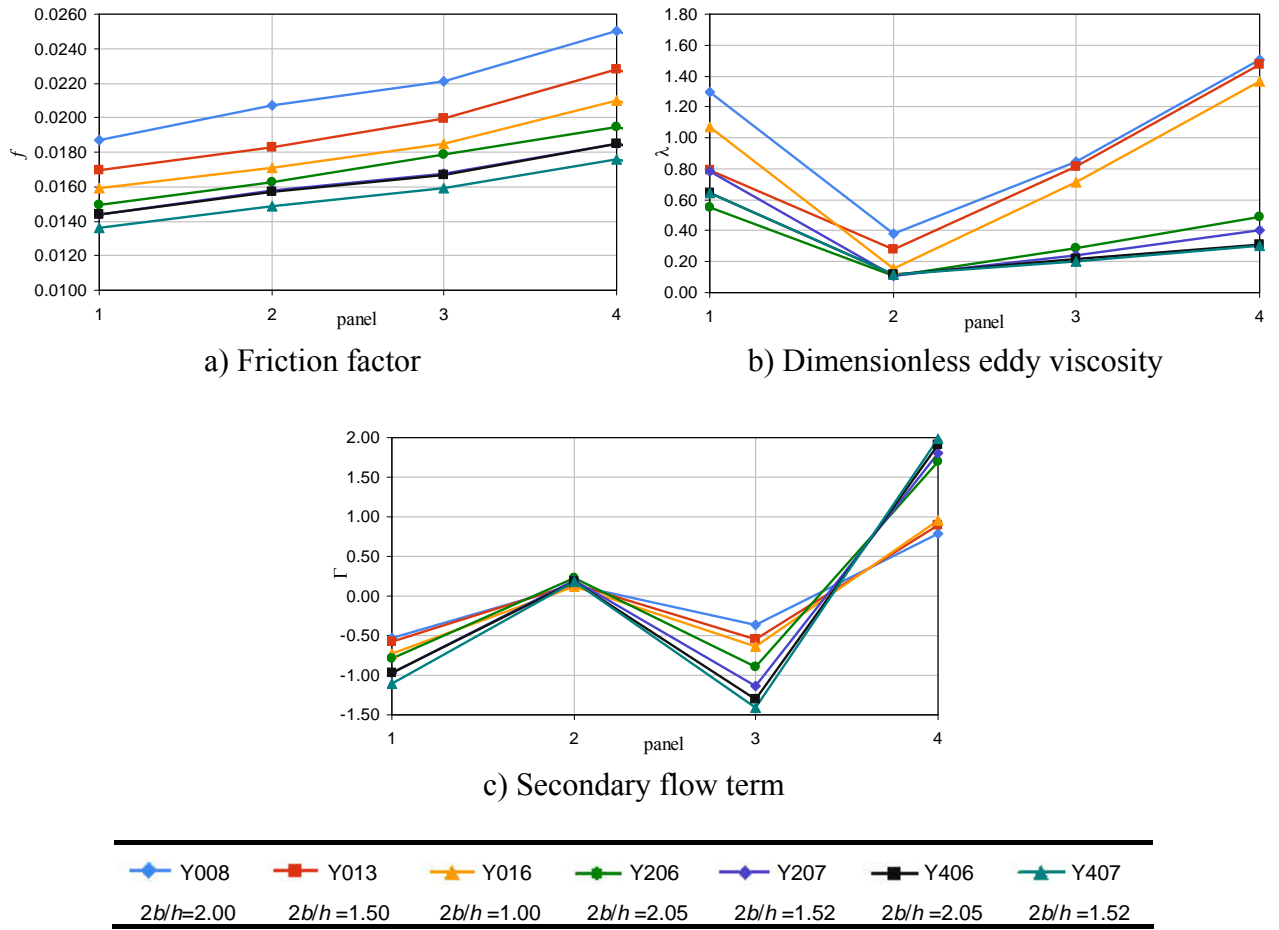 0.0260
0.0240
0.0220
0.0200
0.0180
0.0160
0.0140
0.0120
0.0100
f
1 2 3 4
panel
a) Friction factor
1.80
1.60
1.40
1.20
1.00
0.80
0.60
0.40
0.20
0.00
λ
1 2 3 4
panel
b) Dimensionless eddy viscosity
2.00
1.50
1.00
0.50
0.00
-0.50
-1.00
-1.50
Γ
1 2 3 4
panel
c) Secondary flow term
Y008 Y013 Y016 Y206 Y207 Y406 Y407
2b/h=2.00 2b/h =1.50 2b/h =1.00 2b/h =2.05 2b/h =1.52 2b/h =2.05 2b/h =1.52